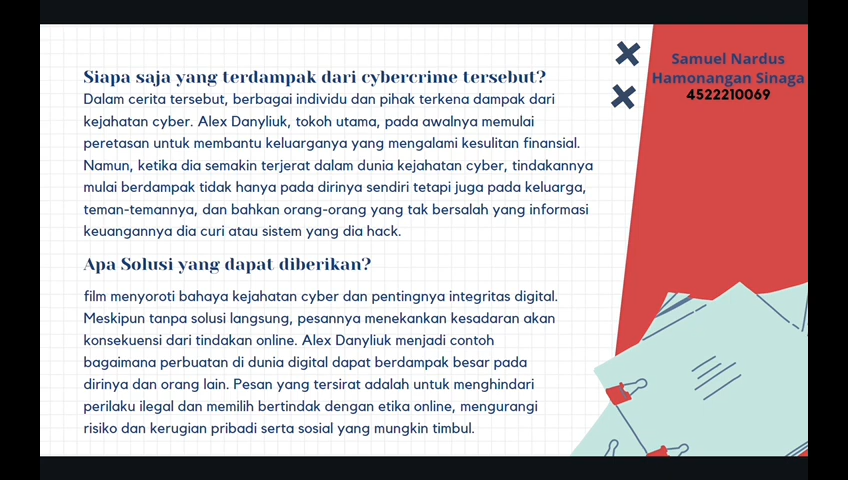 Siapa saja yang terdampak dari cybercrime tersebut?
Dalam cerita tersebut, berbagai individu dan pihak terkena dampak dari
kejahatan cyber. Alex Danyliuk, tokoh utama, pada awalnya memulai
peretasan untuk membantu keluarganya yang mengalami kesulitan finansial.
Namun, ketika dia semakin terjerat dalam dunia kejahatan cyber, tindakannya
mulai berdampak tidak hanya pada dirinya sendiri tetapi juga pada keluarga,
teman-temannya, dan bahkan orang-orang yang tak bersalah yang informasi
keuangannya dia curi atau sistem yang dia hack.
Apa Solusi yang dapat diberikan?
film menyoroti bahaya kejahatan cyber dan pentingnya integritas digital.
Meskipun tanpa solusi langsung, pesannya menekankan kesadaran akan
konsekuensi dari tindakan online. Alex Danyliuk menjadi contoh
bagaimana perbuatan di dunia digital dapat berdampak besar pada
dirinya dan orang lain. Pesan yang tersirat adalah untuk menghindari
perilaku ilegal dan memilih bertindak dengan etika online, mengurangi
risiko dan kerugian pribadi serta sosial yang mungkin timbul.
Samuel Nardus
Hamonangan Sinaga
4522210069